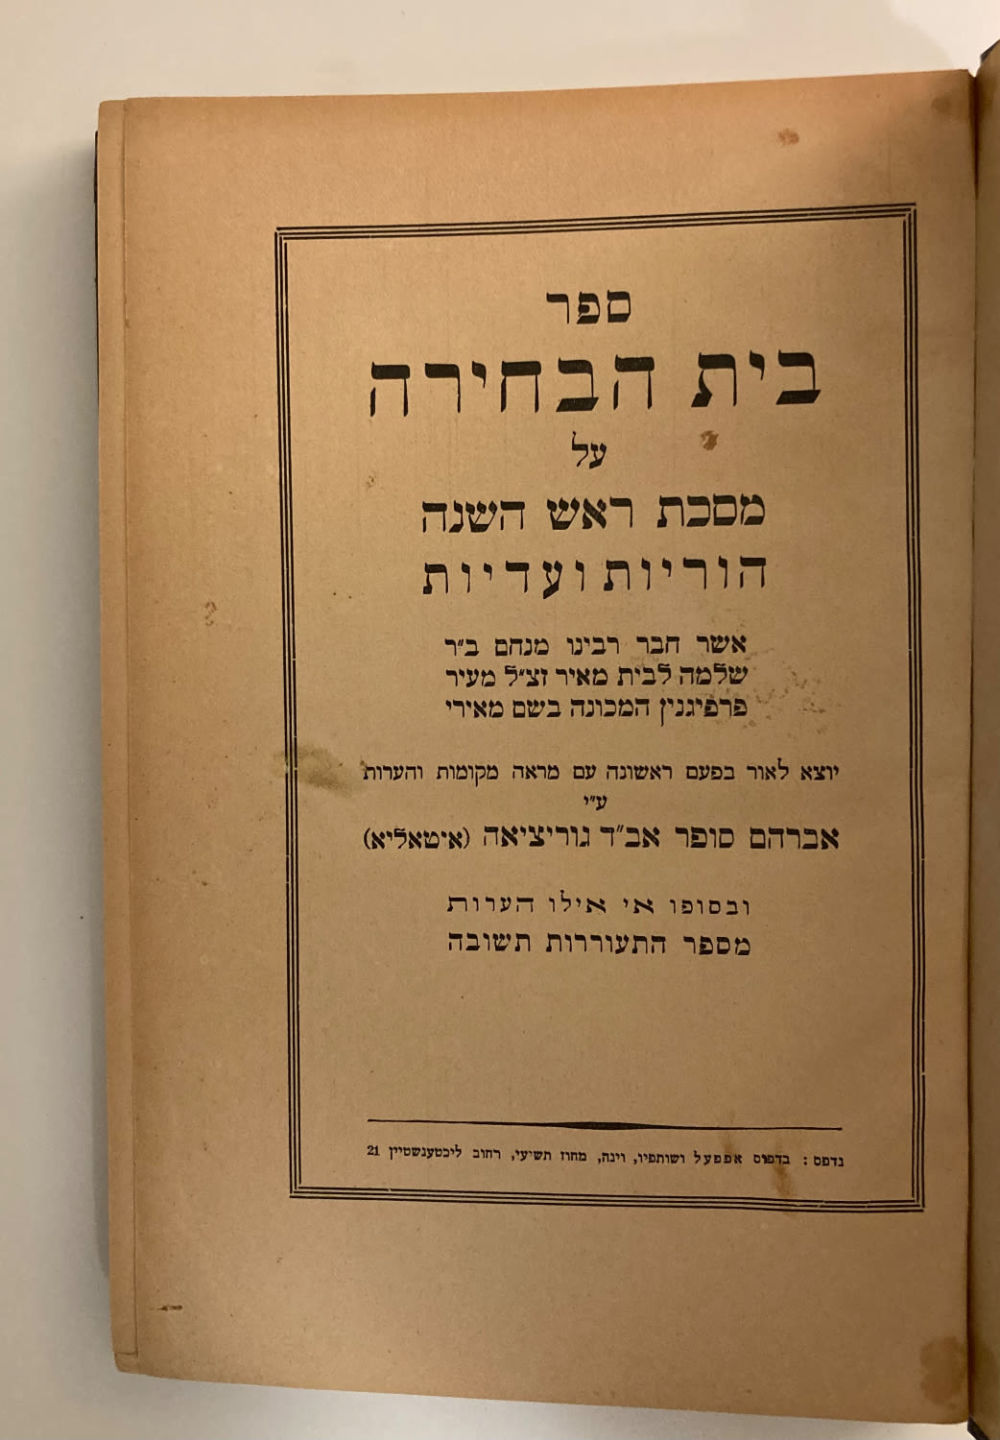 ספר
בית הבחירה
על
מסכת ראש השנה
הוריות ועדיות
אשר חבר רבינו מנחם ב״ר
שלמה לבית מאיר זצ״ל מעיר
פרפיגנין המכונה בשם מאירי
יוצא לאור בפעם ראשונה עם מראה מקומות והערות
ע״י
אברהם סופר אב״ד גוריציאה (איטאליא)
ובסופו אי אילו הערות
מספר התעוררות תשובה
נדפס: בדפוס אפפעל ושותפיו, וינה, מחוז תשיעי, רחוב ליכטענשטיין 21